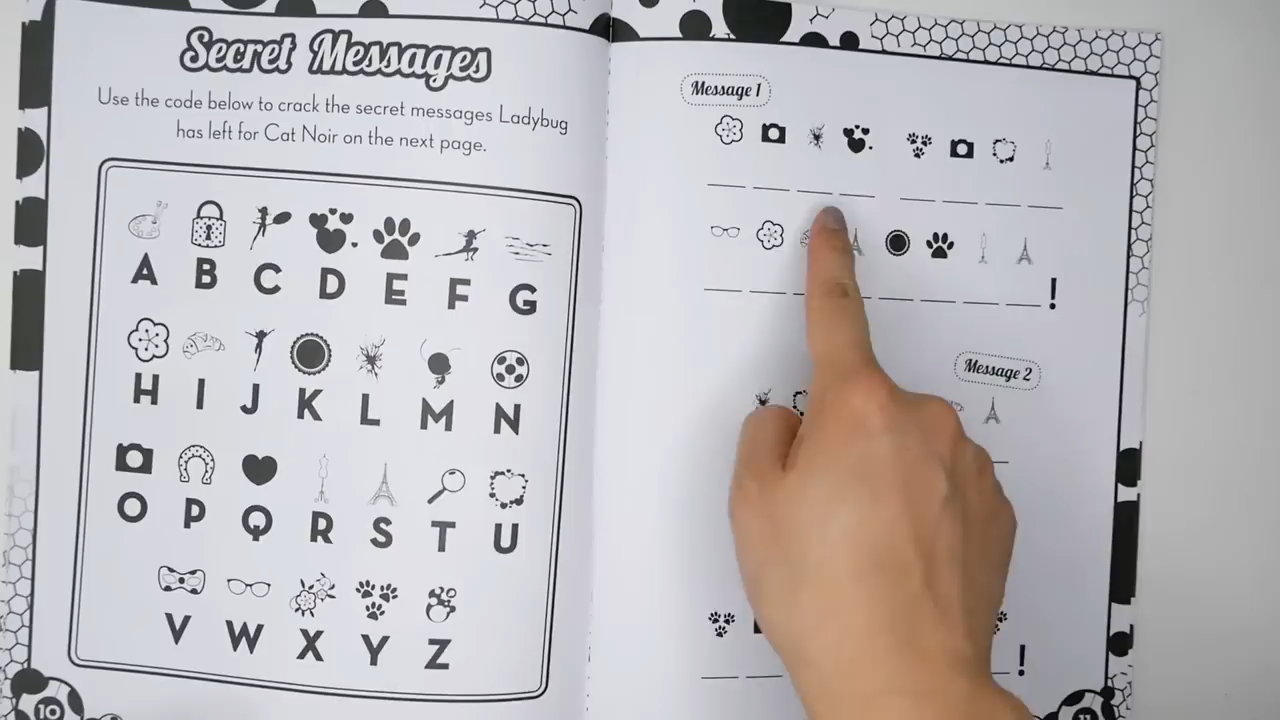 Secret Messages
Use the code below to crack the secret messages Ladybug
has left for Cat Noir on the next page.
A B C D E F G
H I J K L M N
O P Q R S T U
V W X Y Z
10
Message 1
!
Message 2
!
11